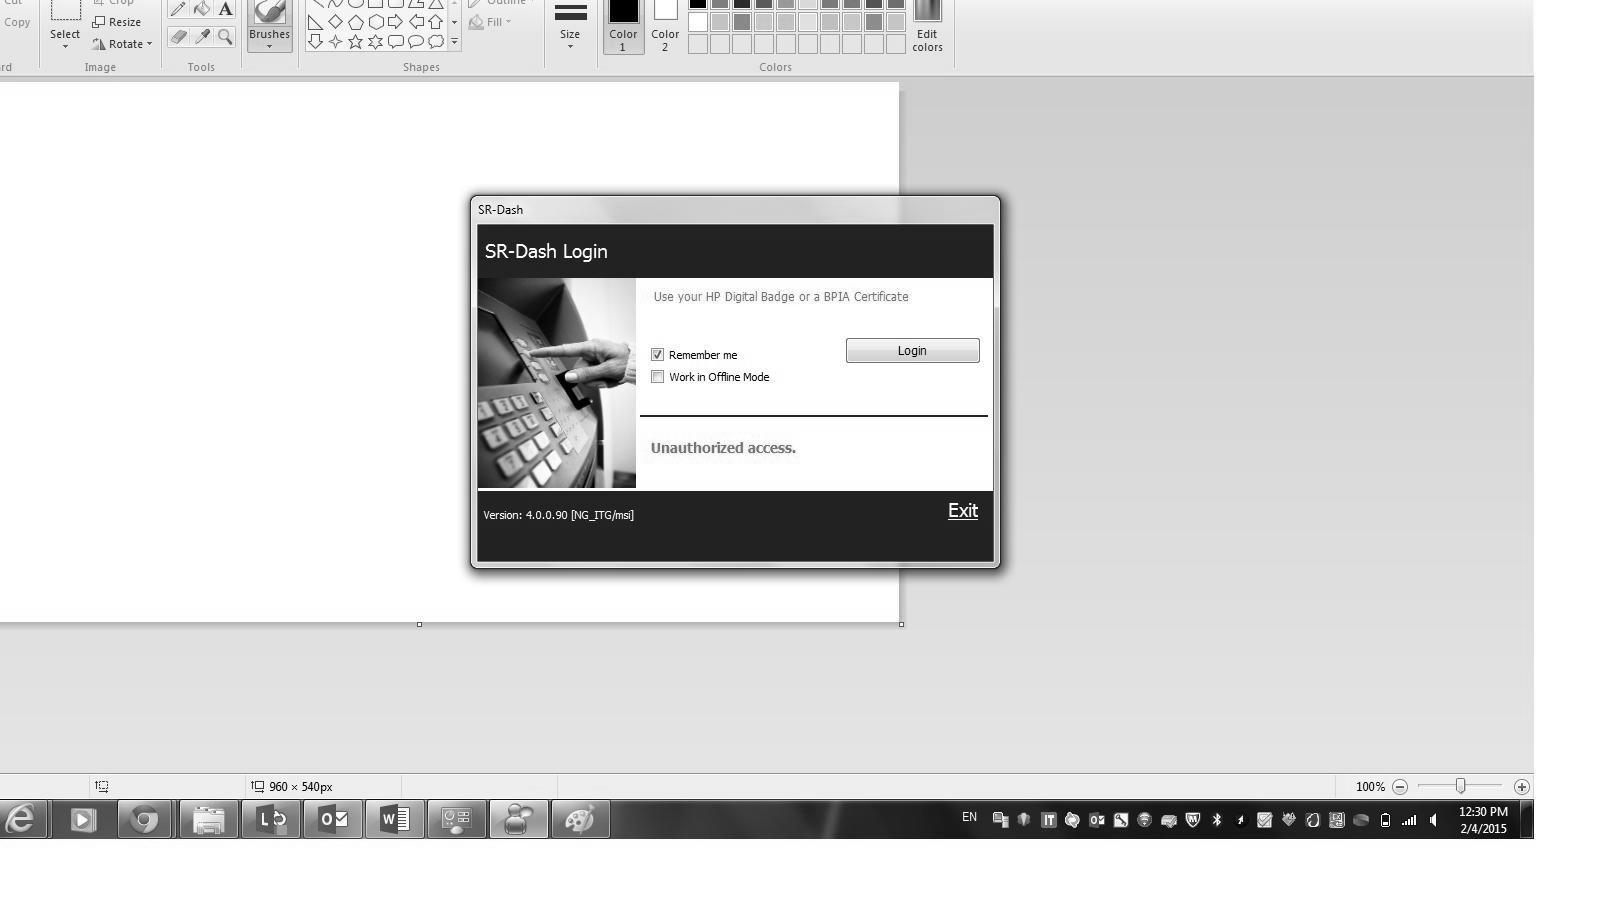 Cut
Crop
Outline
Copy
Select
Resize
Rotate
A
Brushes
Fill
Size
Color
1
Color
2
Edit
colors
rd
Image
Tools
Shapes
Colors
SR-Dash
SR-Dash Login
Use your HP Digital Badge or a BPIA Certificate
Remember me
Login
Work in Offline Mode
Unauthorized access.
Version: 4.0.0.90 [NG_ITG/msi]
Exit
960 × 540px
100%
EN
12:30 PM
2/4/2015